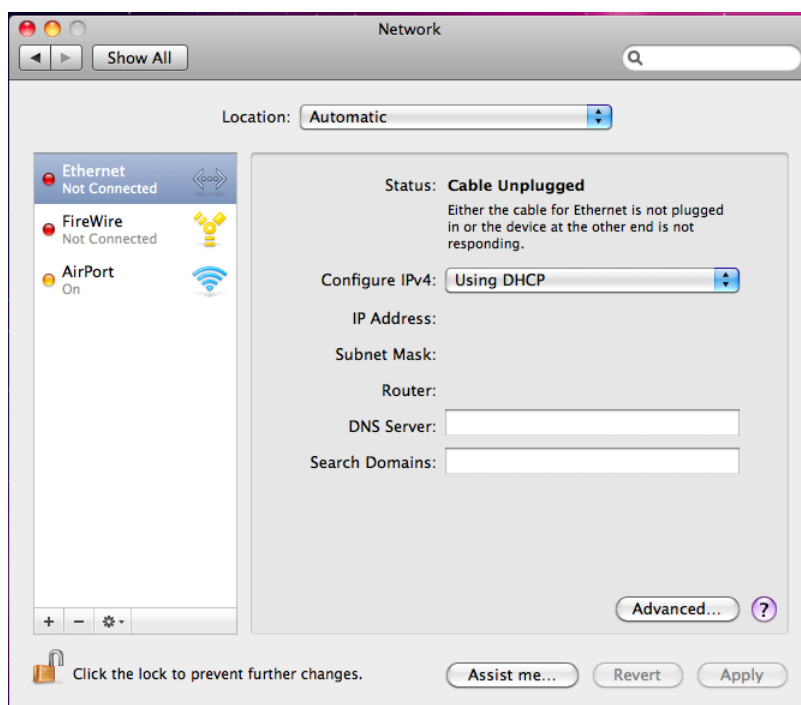 Network
Show All
Location: Automatic
Ethernet
Not Connected
FireWire
Not Connected
AirPort
On
Status: Cable Unplugged
Either the cable for Ethernet is not plugged
in or the device at the other end is not
responding.
Configure IPv4: Using DHCP
IP Address:
Subnet Mask:
Router:
DNS Server:
Search Domains:
Advanced... ?
Click the lock to prevent further changes.
Assist me... Revert Apply